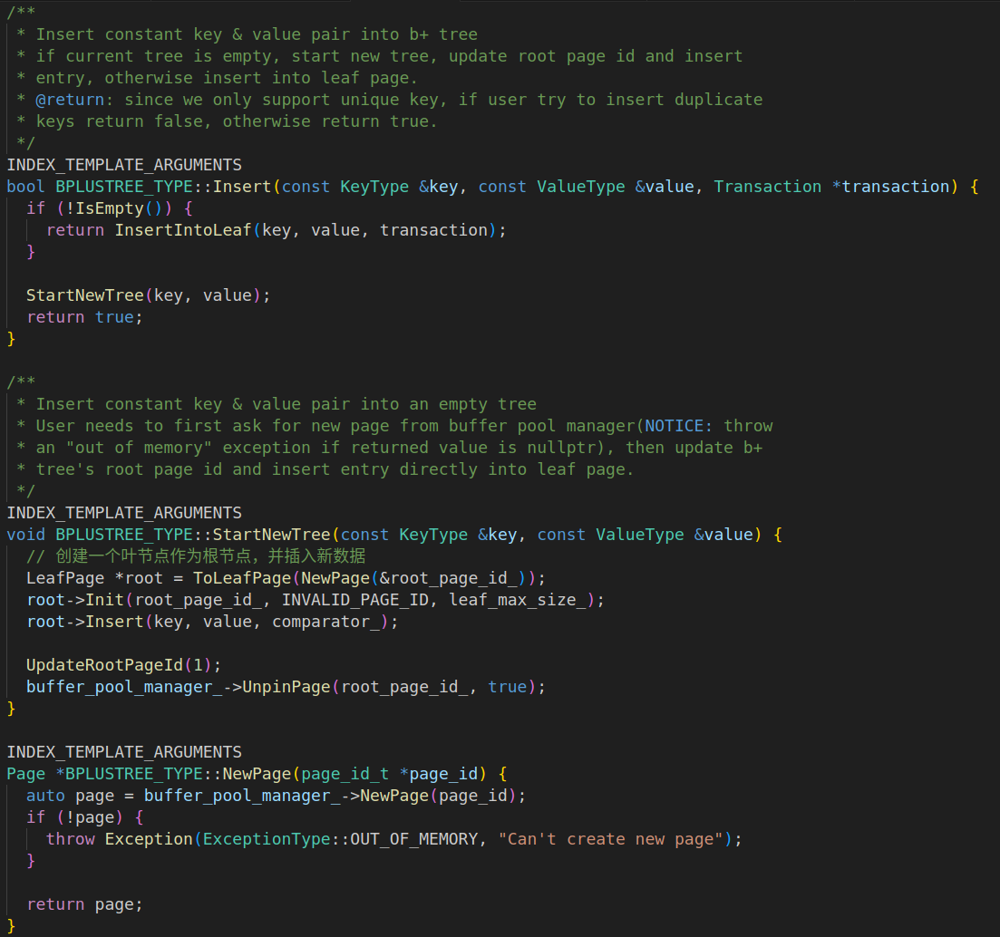 /**
 * Insert constant key & value pair into b+ tree
 * if current tree is empty, start new tree, update root page id and insert
 * entry, otherwise insert into leaf page.
 * @return: since we only support unique key, if user try to insert duplicate
 * keys return false, otherwise return true.
 */
INDEX_TEMPLATE_ARGUMENTS
bool BPLUSTREE_TYPE::Insert(const KeyType &key, const ValueType &value, Transaction *transaction) {
  if (!IsEmpty()) {
    return InsertIntoLeaf(key, value, transaction);
  }

  StartNewTree(key, value);
  return true;
}

/**
 * Insert constant key & value pair into an empty tree
 * User needs to first ask for new page from buffer pool manager(NOTICE: throw
 * an "out of memory" exception if returned value is nullptr), then update b+
 * tree's root page id and insert entry directly into leaf page.
 */
INDEX_TEMPLATE_ARGUMENTS
void BPLUSTREE_TYPE::StartNewTree(const KeyType &key, const ValueType &value) {
  // 创建一个叶节点作为根节点，并插入新数据
  LeafPage *root = ToLeafPage(NewPage(&root_page_id_));
  root->Init(root_page_id_, INVALID_PAGE_ID, leaf_max_size_);
  root->Insert(key, value, comparator_);

  UpdateRootPageId(1);
  buffer_pool_manager_->UnpinPage(root_page_id_, true);
}

INDEX_TEMPLATE_ARGUMENTS
Page *BPLUSTREE_TYPE::NewPage(page_id_t *page_id) {
  auto page = buffer_pool_manager_->NewPage(page_id);
  if (!page) {
    throw Exception(ExceptionType::OUT_OF_MEMORY, "Can't create new page");
  }

  return page;
}